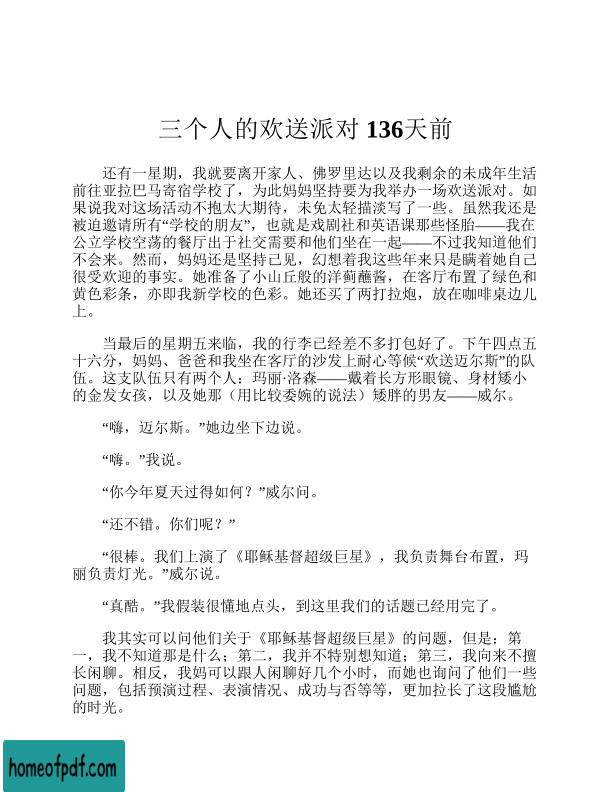 三个人的欢送派对 136天前
还有一星期，我就要离开家人、佛罗里达以及我剩余的未成年生活
前往亚拉巴马寄宿学校了，为此妈妈坚持要为我举办一场欢送派对。如
果说我对这场活动不抱太大期待，未免太轻描淡写了一些。虽然我还是
被迫邀请所有“学校的朋友”，也就是戏剧社和英语课那些怪胎——我在
公立学校空荡的餐厅出于社交需要和他们坐在一起——不过我知道他们
不会来。然而，妈妈还是坚持己见，幻想着我这些年来只是瞒着她自己
很受欢迎的事实。她准备了小山丘般的洋蓟蘸酱，在客厅布置了绿色和
黄色彩条，亦即我新学校的色彩。她还买了两打拉炮，放在咖啡桌边儿
上。
当最后的星期五来临，我的行李已经差不多打包好了。下午四点五
十六分，妈妈、爸爸和我坐在客厅的沙发上耐心等候“欢送迈尔斯”的队
伍。这支队伍只有两个人：玛丽·洛森——戴着长方形眼镜、身材矮小
的金发女孩，以及她那（用比较委婉的说法）矮胖的男友——威尔。
“嗨，迈尔斯。”她边坐下边说。
“嗨。”我说。
“你今年夏天过得如何？”威尔问。
“还不错。你们呢？”
“很棒。我们上演了《耶稣基督超级巨星》，我负责舞台布置，玛
丽负责灯光。”威尔说。
“真酷。”我假装很懂地点头，到这里我们的话题已经用完了。
我其实可以问他们关于《耶稣基督超级巨星》的问题，但是：第
一，我不知道那是什么；第二，我并不特别想知道；第三，我向来不擅
长闲聊。相反，我妈可以跟人闲聊好几个小时，而她也询问了他们一些
问题，包括预演过程、表演情况、成功与否等等，更加拉长了这段尴尬
的时光。
homeofpdf.com